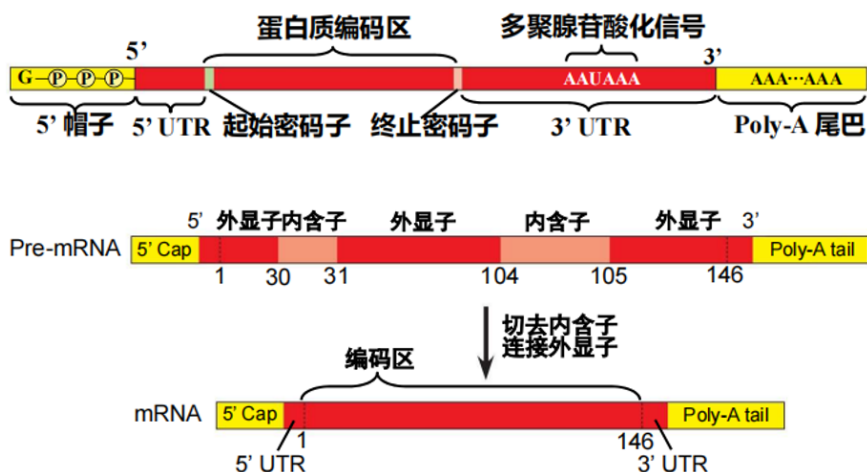 蛋白质编码区 多聚腺苷酸化信号
5’ 3’
G P P P AAUAAA AAA···AAA
5’ 帽子 5’ UTR 起始密码子 终止密码子 3’ UTR Poly-A 尾巴
5’ 外显子 内含子 外显子 内含子 外显子 3’
Pre-mRNA 5’ Cap Poly-A tail
1 30 31 104 105 146
切去内含子
连接外显子
编码区
mRNA 5’ Cap Poly-A tail
1 146
5’ UTR 3’ UTR